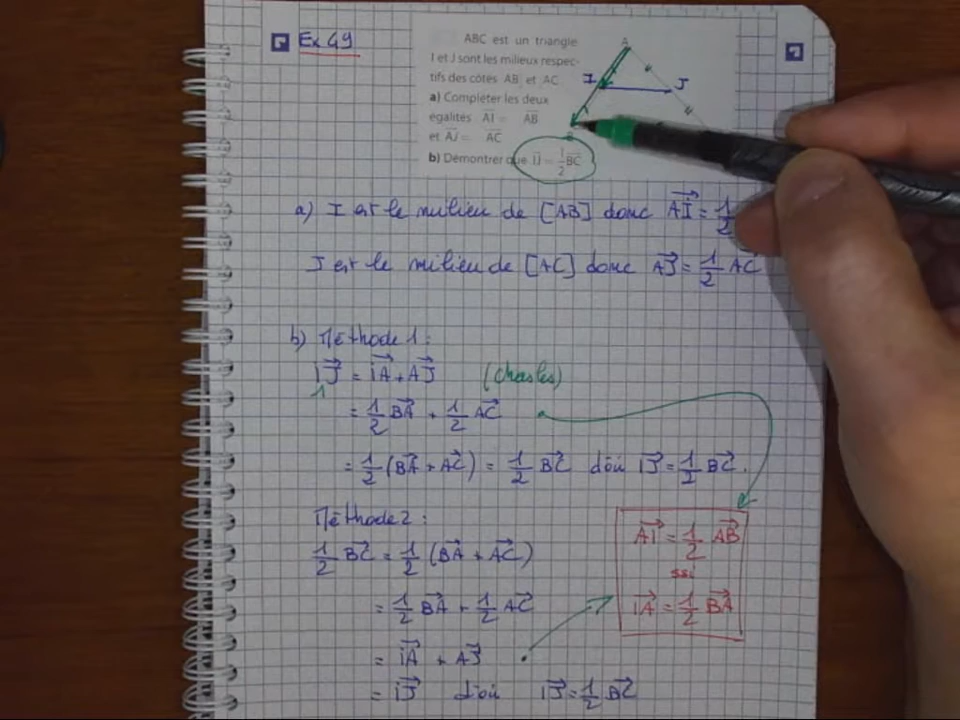 Ex 49
ABC est un triangle
I et J sont les milieux respec-
tifs des côtés AB et AC
a) Compléter les deux
égalités AI = AB
et AJ = AC
b) Démontrer que IJ = 1/2 BC
A
I
J
B
a) I est le milieu de [AB] donc AI = 1/2
J est le milieu de [AC] donc AJ = 1/2 AC
b) Méthode 1 :
IJ = IA + AJ (Chasles)
1
= 1/2 BA + 1/2 AC
= 1/2 (BA + AC) = 1/2 BC d'où IJ = 1/2 BC.
Méthode 2 :
1/2 BC = 1/2 (BA + AC)
= 1/2 BA + 1/2 AC
= IA + AJ
= IJ d'où IJ = 1/2 BC
AI = 1/2 AB
ssi
IA = 1/2 BA